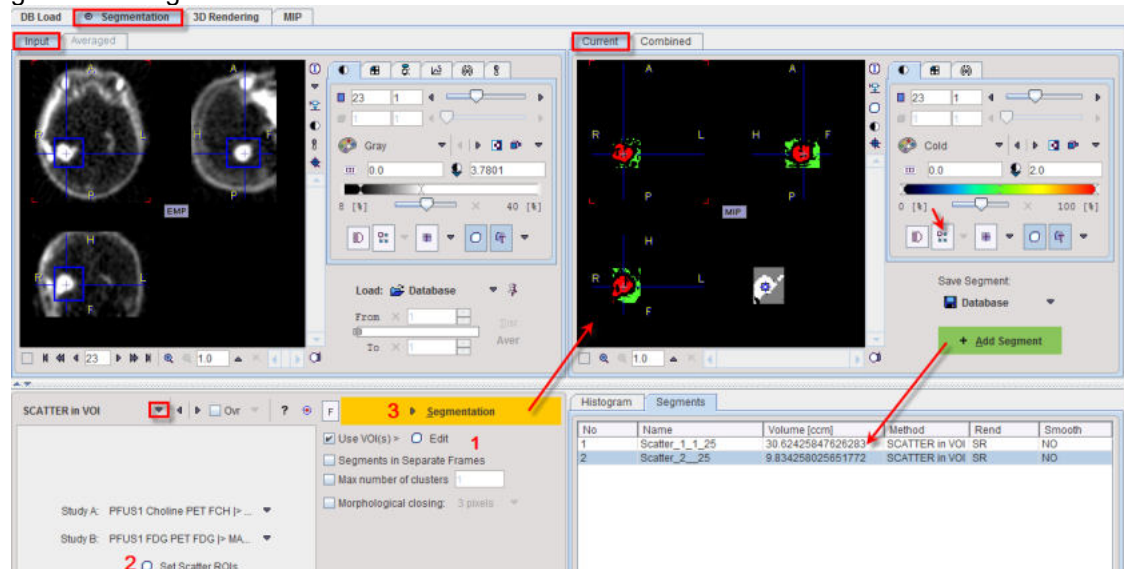 DB Load Segmentation 3D Rendering MIP
Input Averaged
Current Combined
A A
R L H F
P P
EMP
H
R L
F
23 1
1 1
Gray
0.0 3.7801
8 [%] 40 [%]
Load: Database
From 1
To 1
Aver
23 1.0
A A
R L H F
P P
MIP
H
R L
F
23 1
1 1
Cold
0.0 2.0
0 [%] 100 [%]
Save Segment:
Database
+ Add Segment
1.0
SCATTER in VOI Ovr ? F 3 Segmentation
Use VOI(s) > Edit 1
Segments in Separate Frames
Max number of clusters 1
Morphological closing: 3 pixels
Study A: PFUS1 Choline PET FCH |> ...
Study B: PFUS1 FDG PET FDG |> MA...
2 Set Scatter ROIs
Histogram Segments
No Name Volume [ccm] Method Rend Smooth
1 Scatter_1_1_25 30.62425847626283 SCATTER in VOI SR NO
2 Scatter_2__25 9.834258025651772 SCATTER in VOI SR NO